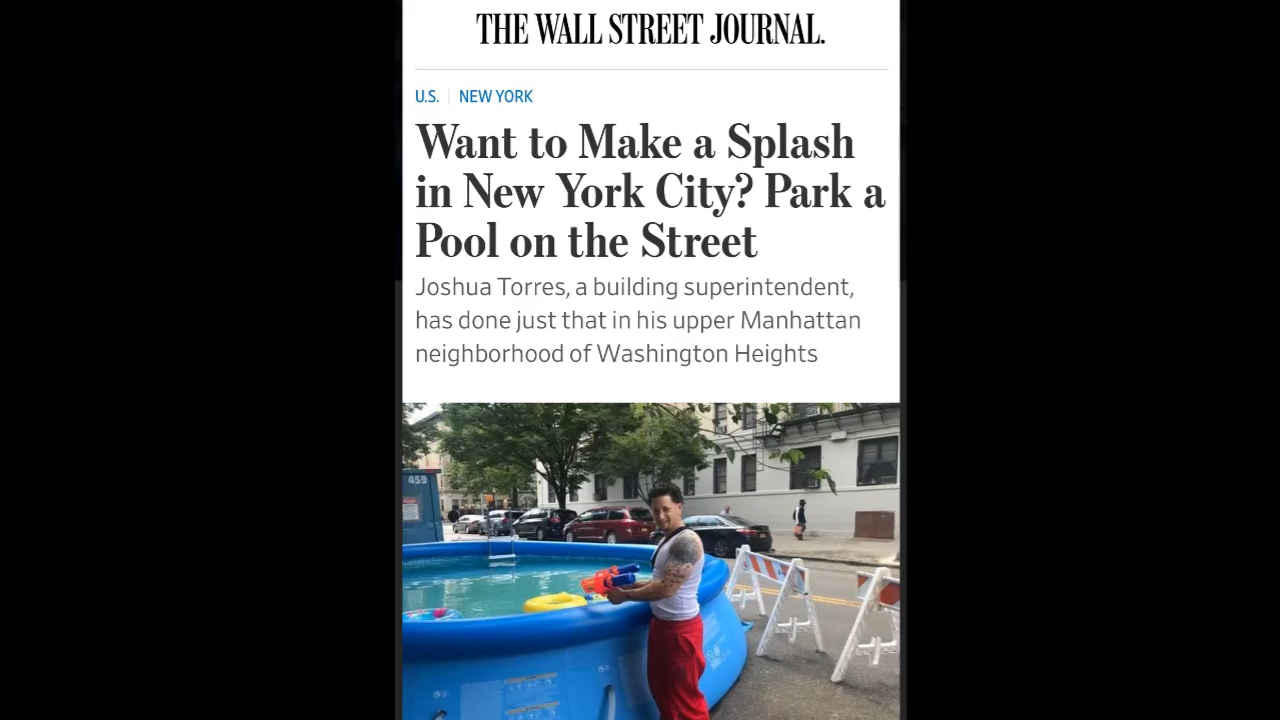 THE WALL STREET JOURNAL.
U.S. | NEW YORK
Want to Make a Splash
in New York City? Park a
Pool on the Street
Joshua Torres, a building superintendent,
has done just that in his upper Manhattan
neighborhood of Washington Heights
459